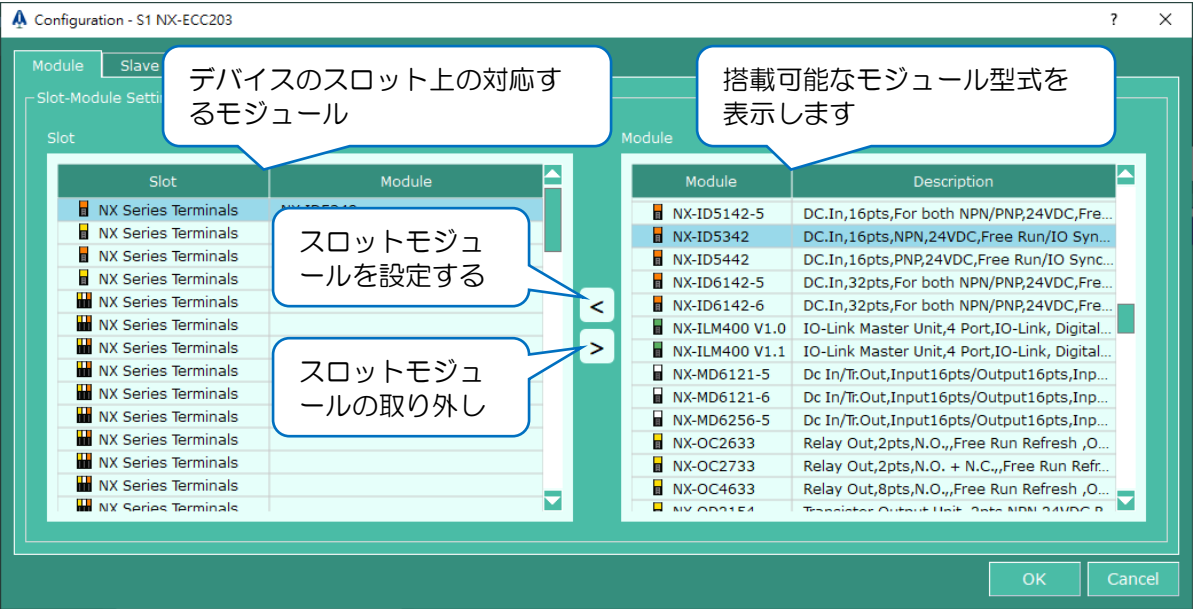 Configuration - S1 NX-ECC203
?
Module
Slave
デバイスのスロット上の対応す
るモジュール
搭載可能なモジュール型式を
表示します
Slot-Module Setti
Slot
Module
Slot Module
Module Description
NX Series Terminals
NX Series Terminals
NX Series Terminals
NX Series Terminals
NX Series Terminals
NX Series Terminals
NX Series Terminals
NX Series Terminals
NX Series Terminals
NX Series Terminals
NX Series Terminals
NX Series Terminals
NX Series Terminals
NX Series Terminals
スロットモジュ
ールを設定する
<
>
スロットモジュ
ールの取り外し
NX-ID5142-5 DC.In,16pts,For both NPN/PNP,24VDC,Fre...
NX-ID5342 DC.In,16pts,NPN,24VDC,Free Run/IO Syn...
NX-ID5442 DC.In,16pts,PNP,24VDC,Free Run/IO Sync...
NX-ID6142-5 DC.In,32pts,For both NPN/PNP,24VDC,Fre...
NX-ID6142-6 DC.In,32pts,For both NPN/PNP,24VDC,Fre...
NX-ILM400 V1.0 IO-Link Master Unit,4 Port,IO-Link, Digital...
NX-ILM400 V1.1 IO-Link Master Unit,4 Port,IO-Link, Digital...
NX-MD6121-5 Dc In/Tr.Out,Input16pts/Output16pts,Inp...
NX-MD6121-6 Dc In/Tr.Out,Input16pts/Output16pts,Inp...
NX-MD6256-5 Dc In/Tr.Out,Input16pts/Output16pts,Inp...
NX-OC2633 Relay Out,2pts,N.O.,,Free Run Refresh ,O...
NX-OC2733 Relay Out,2pts,N.O. + N.C.,,Free Run Refr...
NX-OC4633 Relay Out,8pts,N.O.,,Free Run Refresh ,O...
OK
Cancel